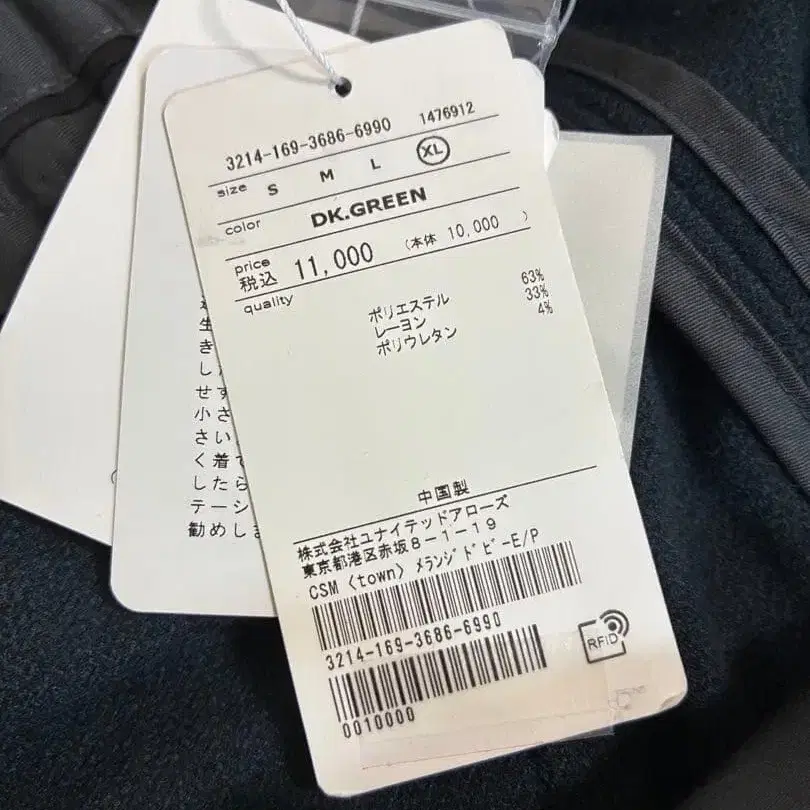 3214-169-3686-6990 1476912
size S M L XL
color DK.GREEN
price
税込 11,000 (本体 10,000 )
quality
ポリエステル 63%
レーヨン 33%
ポリウレタン 4%
中国製
株式会社ユナイテッドアローズ
東京都港区赤坂8-1-19
CSM〈town〉ﾒﾗﾝｼﾞﾄﾞﾋﾞｰE/P
3214-169-3686-6990
0010000
RFID
生
き
し
せす
小さ
さい
く着て
したら
テーシ
勧めしま